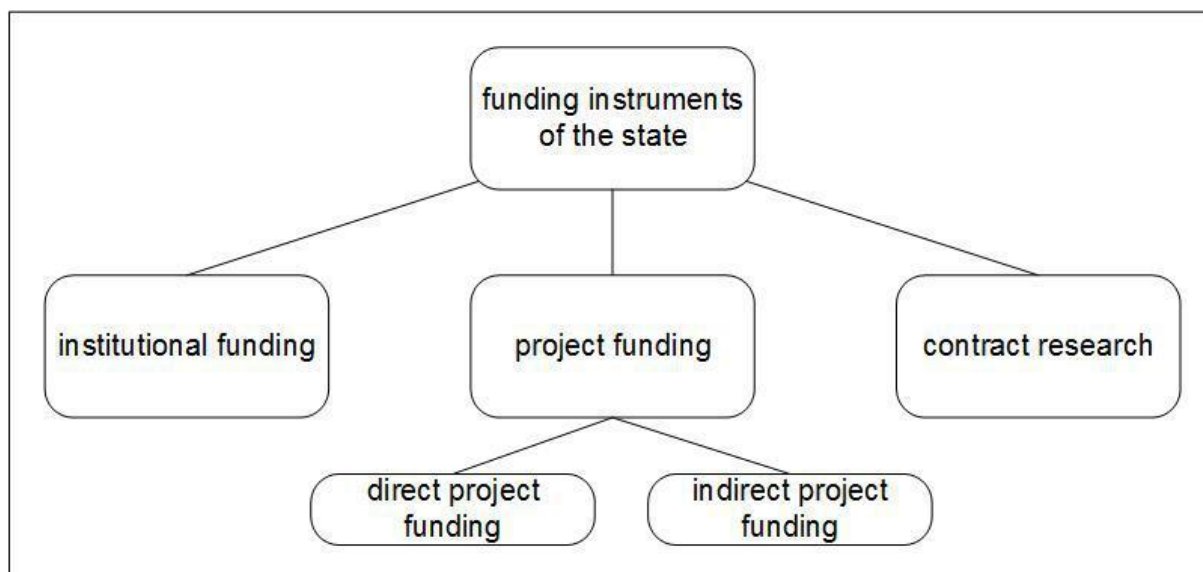 funding instruments
of the state
institutional funding
project funding
contract research
direct project
funding
indirect project
funding